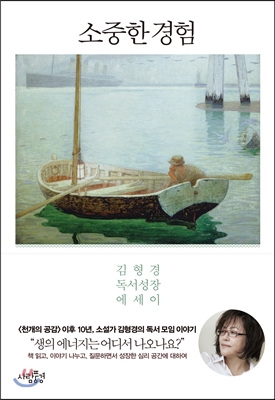 소중한 경험
김형경
독서성장
에세이
《천개의 공감》 이후 10년, 소설가 김형경의 독서 모임 이야기
“생의 에너지는 어디서 나오나요?”
책 읽고, 이야기 나누고, 질문하면서 성장한 심리 공간에 대하여
사람풍경